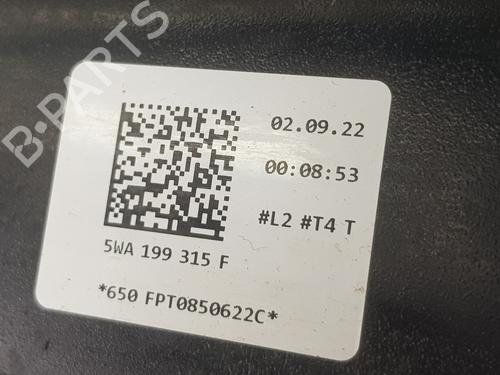 B-PARTS
02.09.22
00:08:53
#L2 #T4 T
5WA 199 315 F
*650 FPT0850622C*